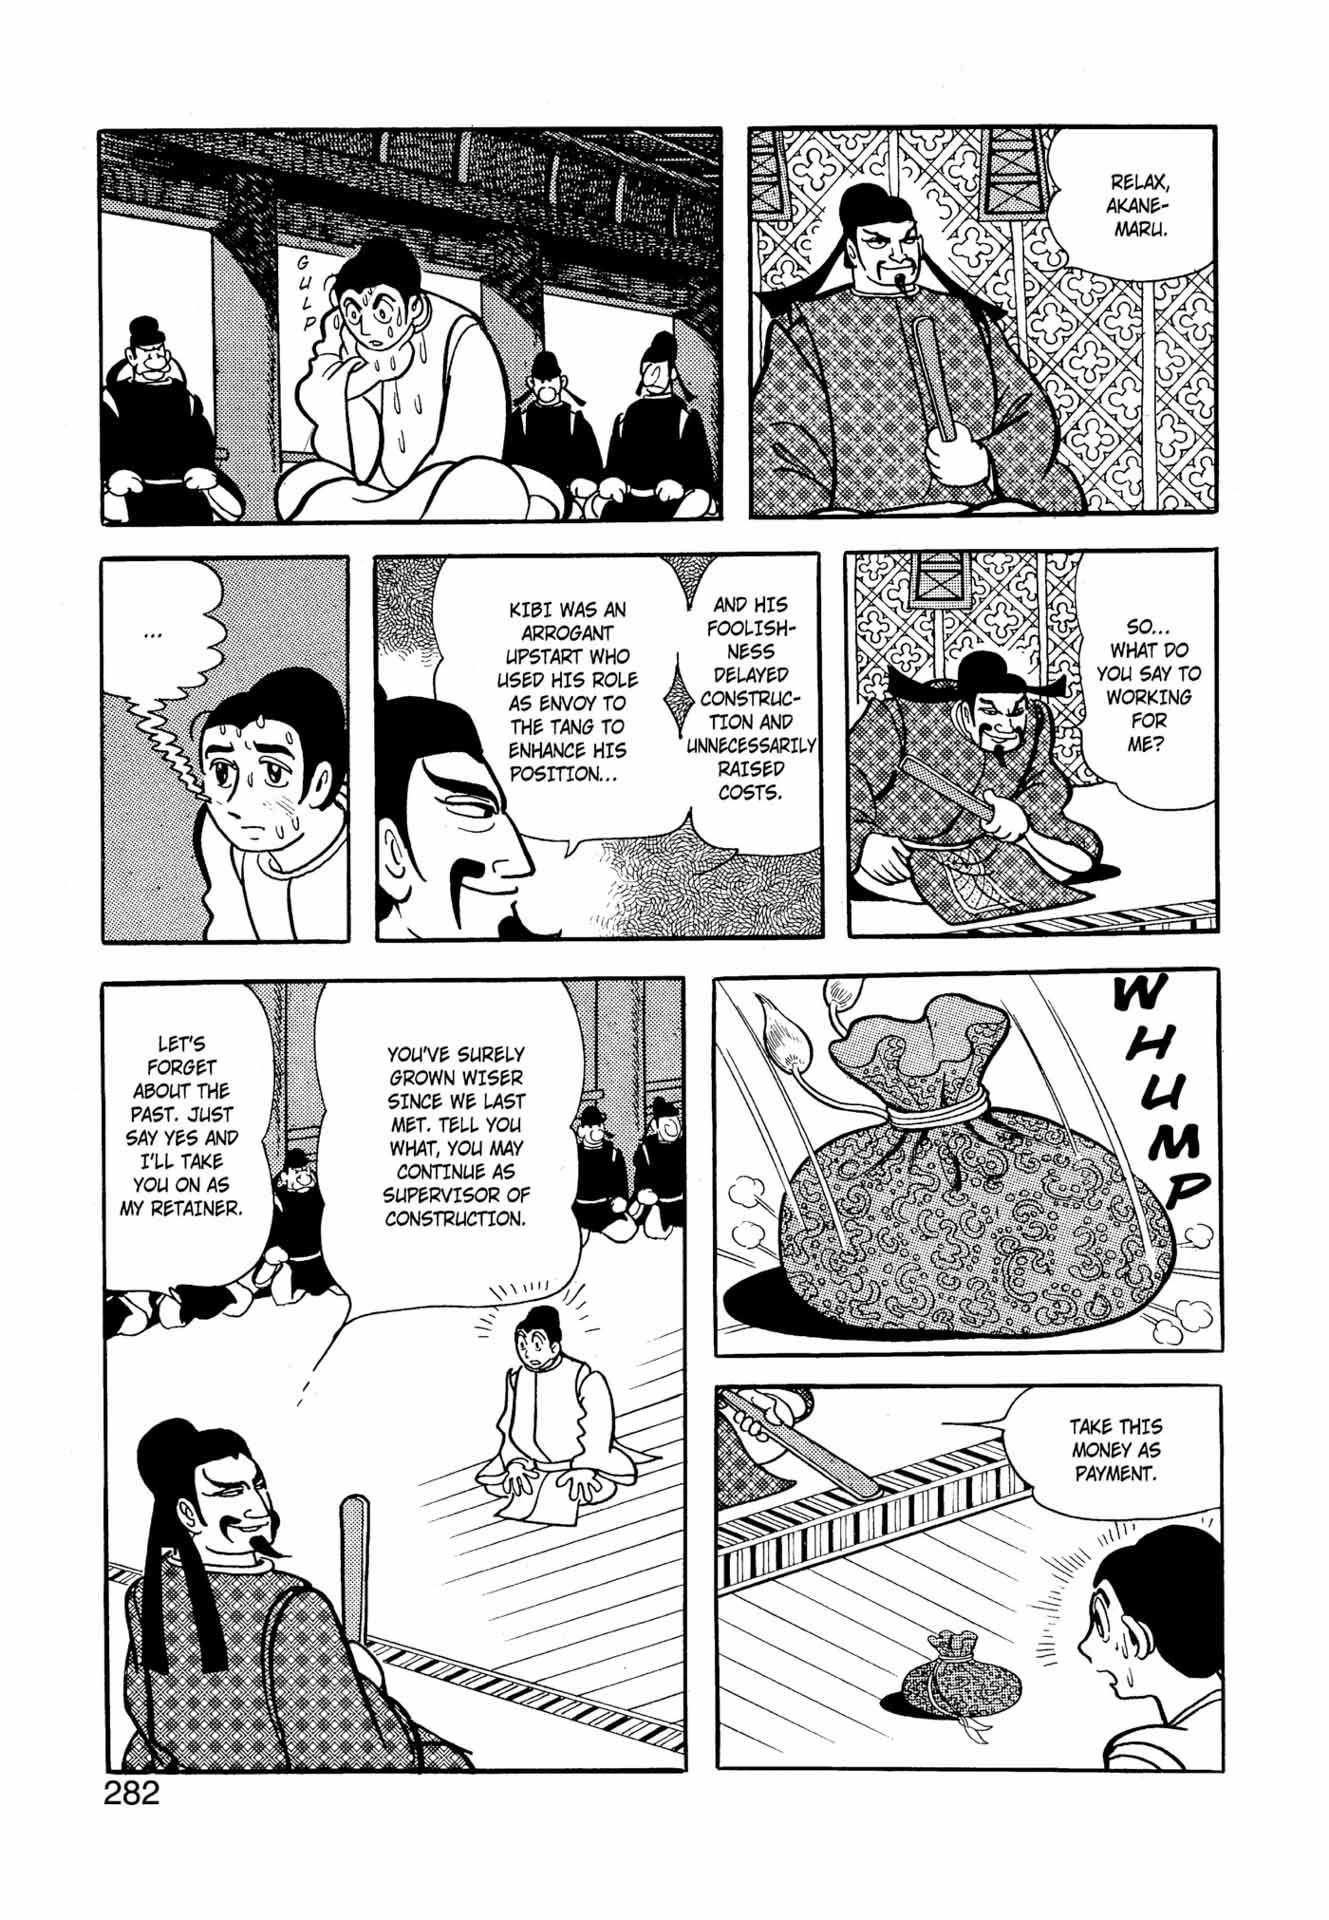 RELAX,
AKANE-
MARU.
GULP
SO...
WHAT DO
YOU SAY TO
WORKING
FOR
ME?
AND HIS
FOOLISH-
NESS
DELAYED
CONSTRUC-
TION AND
UNNECESSARILY
RAISED
COSTS.
KIBI WAS AN
ARROGANT
UPSTART WHO
USED HIS ROLE
AS ENVOY TO
THE TANG TO
ENHANCE HIS
POSITION...
...
WHUMP
TAKE THIS
MONEY AS
PAYMENT.
YOU'VE SURELY
GROWN WISER
SINCE WE LAST
MET. TELL YOU
WHAT, YOU MAY
CONTINUE AS
SUPERVISOR OF
CONSTRUCTION.
LET'S
FORGET
ABOUT THE
PAST. JUST
SAY YES AND
I'LL TAKE
YOU ON AS
MY RETAINER.
282